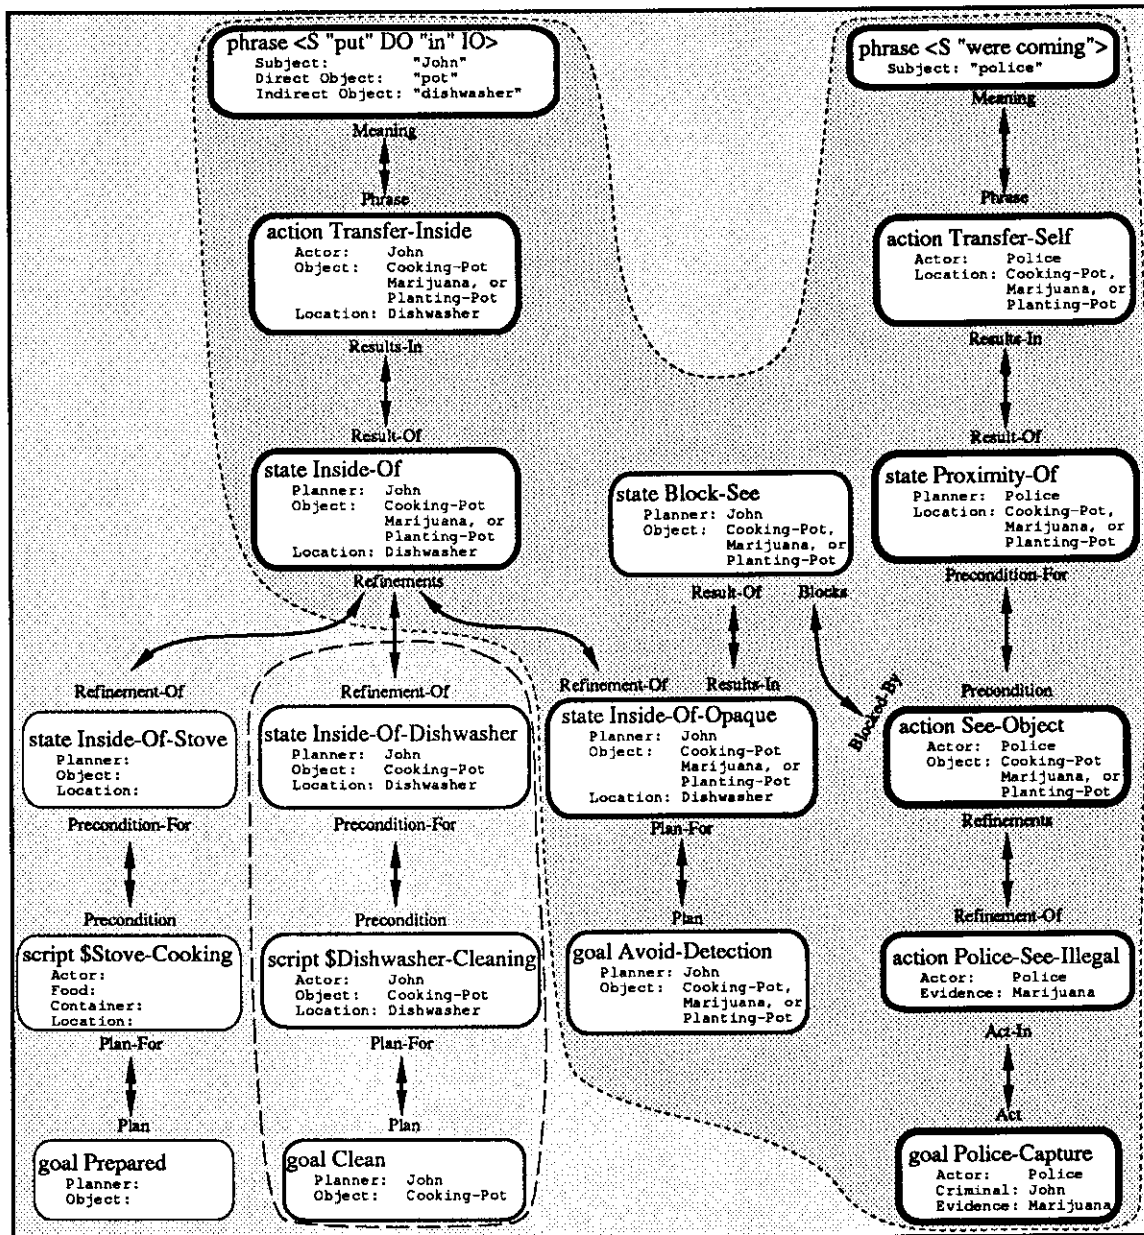 phrase <S "put" DO "in" IO>
Subject: "John"
Direct Object: "pot"
Indirect Object: "dishwasher"
Meaning
Phrase
action Transfer-Inside
Actor: John
Object: Cooking-Pot
Marijuana, or
Planting-Pot
Location: Dishwasher
Results-In
Result-Of
state Inside-Of
Planner: John
Object: Cooking-Pot
Marijuana, or
Planting-Pot
Location: Dishwasher
Refinements
Refinement-Of
state Inside-Of-Stove
Planner:
Object:
Location:
Precondition-For
Precondition
script $Stove-Cooking
Actor:
Food:
Container:
Location:
Plan-For
Plan
goal Prepared
Planner:
Object:
Refinement-Of
state Inside-Of-Dishwasher
Planner: John
Object: Cooking-Pot
Location: Dishwasher
Precondition-For
Precondition
script $Dishwasher-Cleaning
Actor: John
Object: Cooking-Pot
Location: Dishwasher
Plan-For
Plan
goal Clean
Planner: John
Object: Cooking-Pot
state Block-See
Planner: John
Object: Cooking-Pot,
Marijuana, or
Planting-Pot
Result-Of Blocks
Refinement-Of Results-In
Blocked-By
state Inside-Of-Opaque
Planner: John
Object: Cooking-Pot
Marijuana, or
Planting-Pot
Location: Dishwasher
Plan-For
Plan
goal Avoid-Detection
Planner: John
Object: Cooking-Pot,
Marijuana, or
Planting-Pot
phrase <S "were coming">
Subject: "police"
Meaning
Phrase
action Transfer-Self
Actor: Police
Location: Cooking-Pot,
Marijuana, or
Planting-Pot
Results-In
Result-Of
state Proximity-Of
Planner: Police
Location: Cooking-Pot,
Marijuana, or
Planting-Pot
Precondition-For
Precondition
action See-Object
Actor: Police
Object: Cooking-Pot
Marijuana, or
Planting-Pot
Refinements
Refinement-Of
action Police-See-Illegal
Actor: Police
Evidence: Marijuana
Act-In
Act
goal Police-Capture
Actor: Police
Criminal: John
Evidence: Marijuana